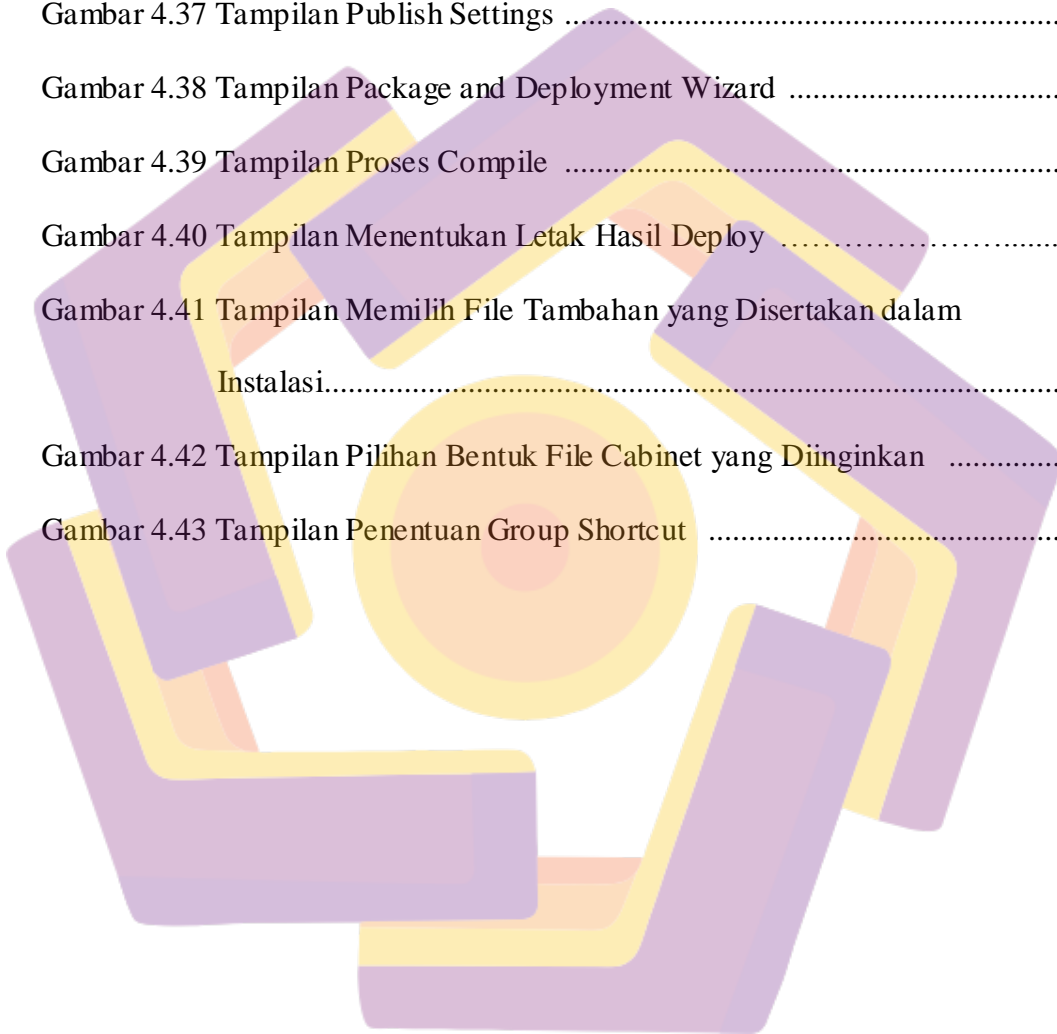 Gambar 4.37 Tampilan Publish Settings ......................................................
Gambar 4.38 Tampilan Package and Deployment Wizard ..............................
Gambar 4.39 Tampilan Proses Compile ......................................................
Gambar 4.40 Tampilan Menentukan Letak Hasil Deploy ……………………........
Gambar 4.41 Tampilan Memilih File Tambahan yang Disertakan dalam
Instalasi..........................................................................................
Gambar 4.42 Tampilan Pilihan Bentuk File Cabinet yang Diinginkan ............
Gambar 4.43 Tampilan Penentuan Group Shortcut ........................................